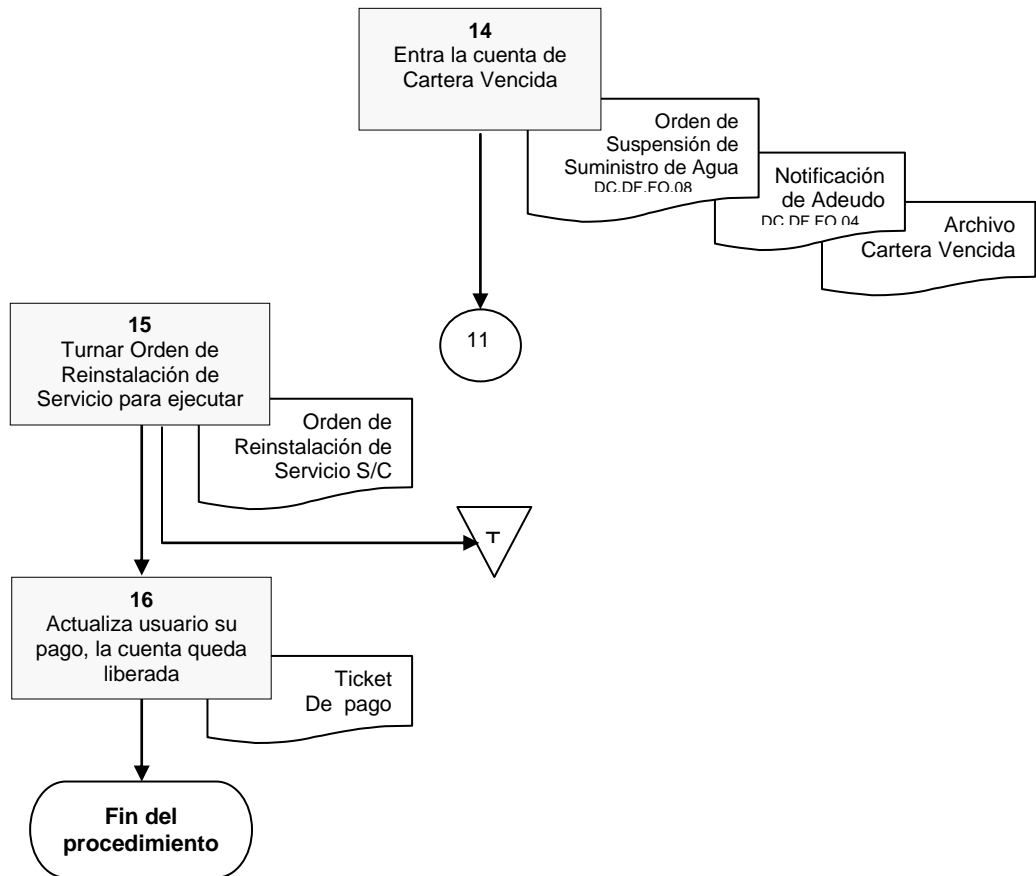 14
Entra la cuenta de
Cartera Vencida
Orden de
Suspensión de
Suministro de Agua
DC.DF.FO.08
Notificación
de Adeudo
DC.DF.FO.04
Archivo
Cartera Vencida
11
15
Turnar Orden de
Reinstalación de
Servicio para ejecutar
Orden de
Reinstalación de
Servicio S/C
T
16
Actualiza usuario su
pago, la cuenta queda
liberada
Ticket
De pago
Fin del
procedimiento